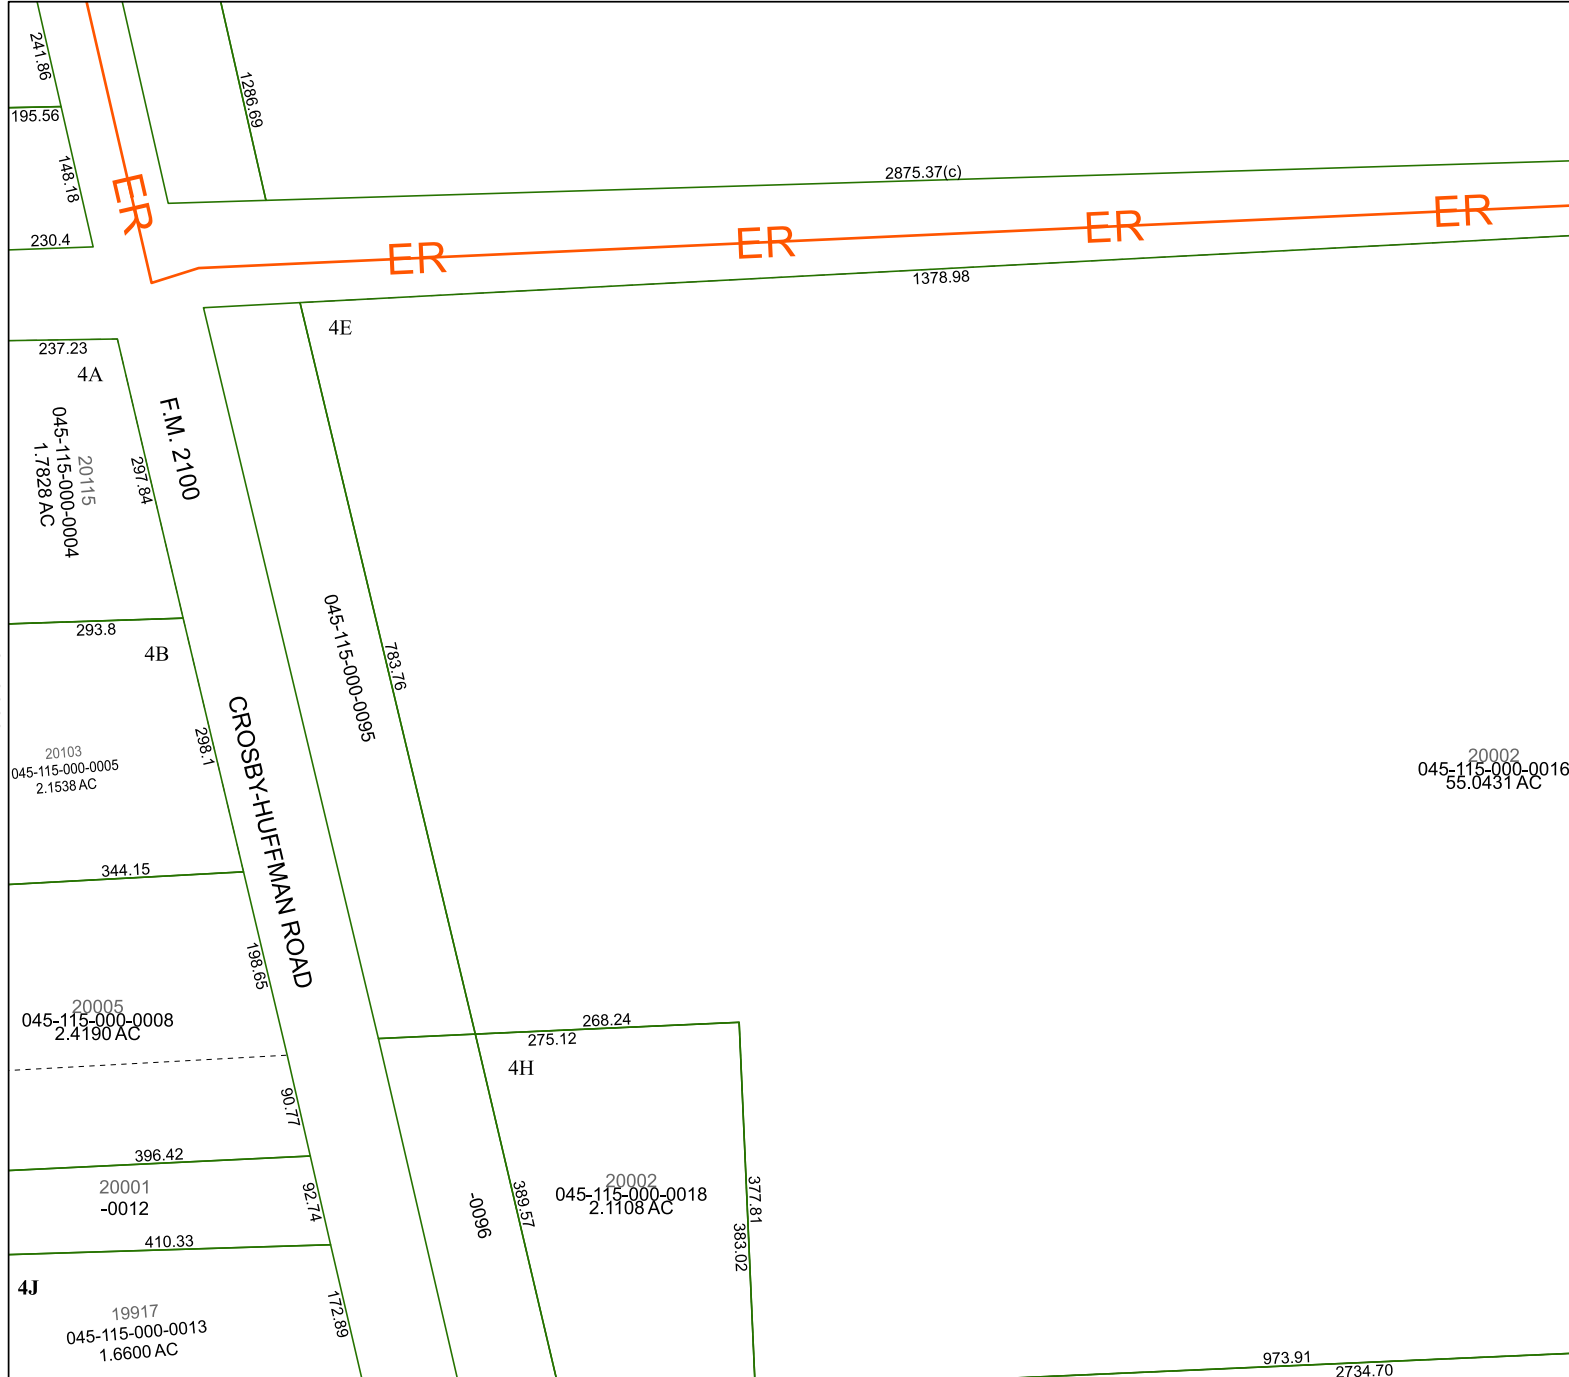 241.86
195.56
148.18
230.4
1286.69
2875.37(c)
ER
ER
ER
ER
ER
1378.98
237.23
4A
20115
045-115-000-0004
1.7828 AC
297.84
F.M. 2100
4E
293.8
4B
045-115-000-0095
783.76
298.1
CROSBY-HUFFMAN ROAD
20103
045-115-000-0005
2.1538 AC
20002
045-115-000-0016
55.0431 AC
344.15
198.65
20005
045-115-000-0008
2.4190 AC
268.24
275.12
4H
90.77
396.42
20001
-0012
92.74
-0096
389.57
20002
045-115-000-0018
2.1108 AC
377.81
383.02
410.33
4J
19917
045-115-000-0013
1.6600 AC
172.89
973.91
2734.70